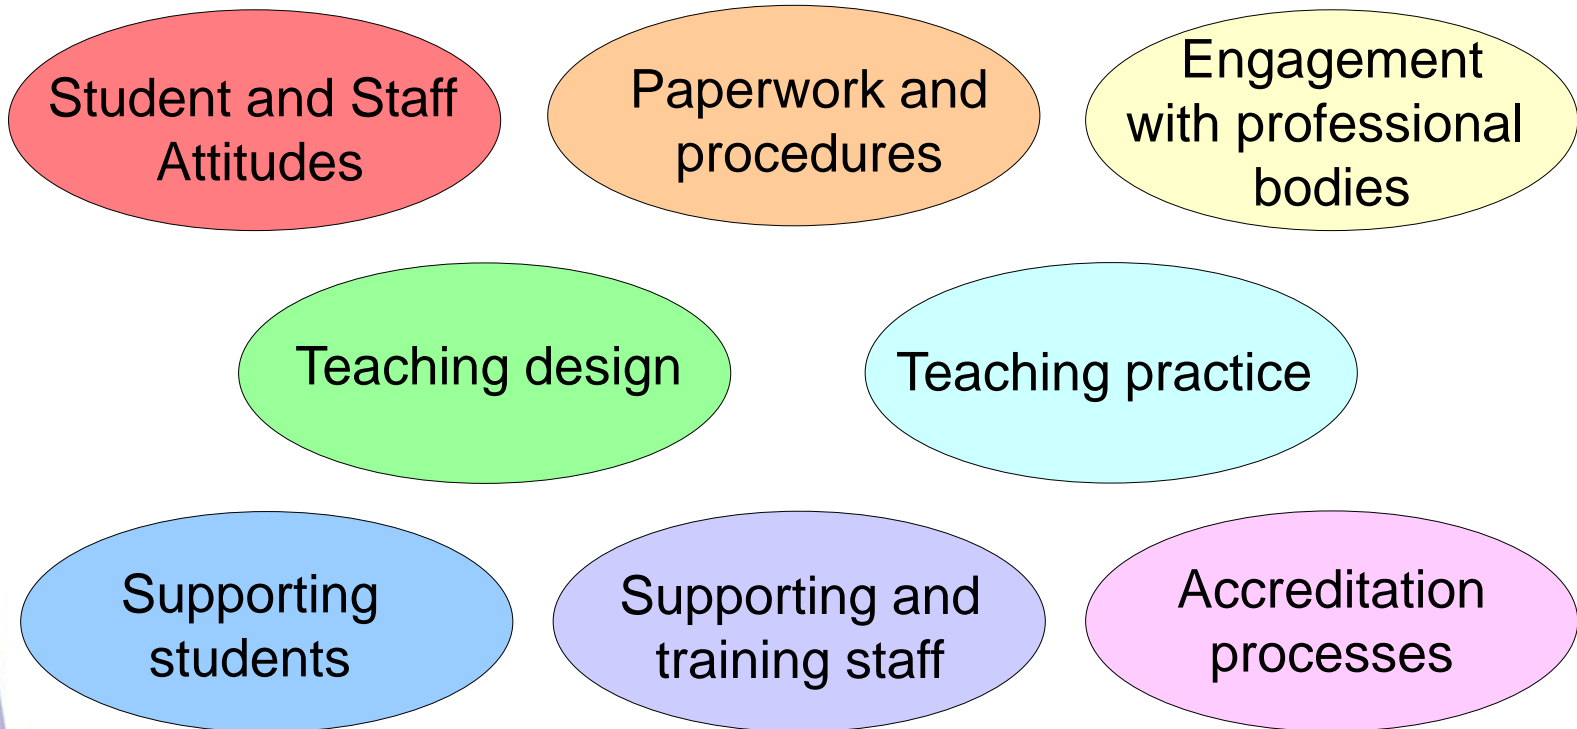 Student and Staff
Attitudes
Paperwork and
procedures
Engagement
with professional
bodies
Teaching design
Teaching practice
Supporting
students
Supporting and
training staff
Accreditation
processes